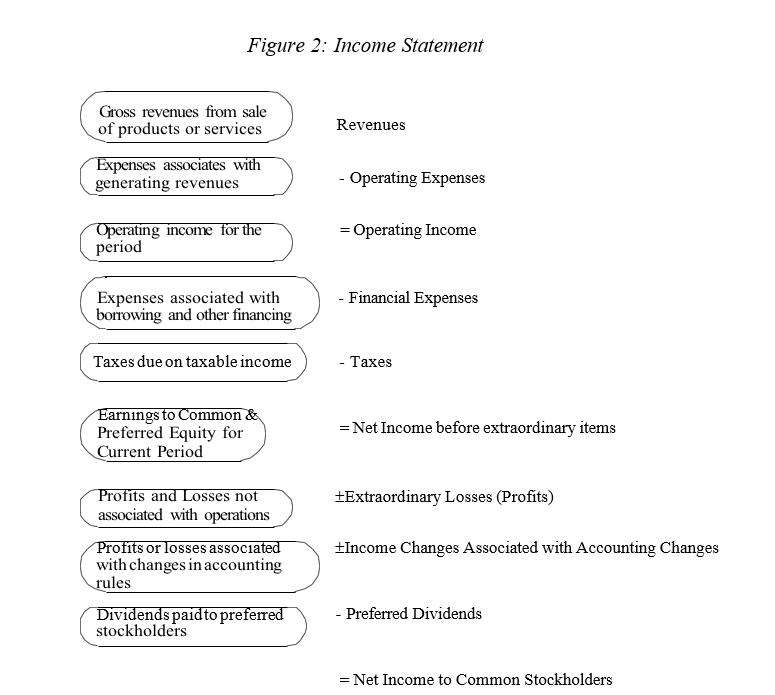 Figure 2: Income Statement
Gross revenues from sale
of products or services
Revenues
Expenses associates with
generating revenues
- Operating Expenses
Operating income for the
period
= Operating Income
Expenses associated with
borrowing and other financing
- Financial Expenses
Taxes due on taxable income
- Taxes
Earnings to Common &
Preferred Equity for
Current Period
= Net Income before extraordinary items
Profits and Losses not
associated with operations
±Extraordinary Losses (Profits)
Profits or losses associated
with changes in accounting
rules
±Income Changes Associated with Accounting Changes
Dividends paid to preferred
stockholders
- Preferred Dividends
= Net Income to Common Stockholders